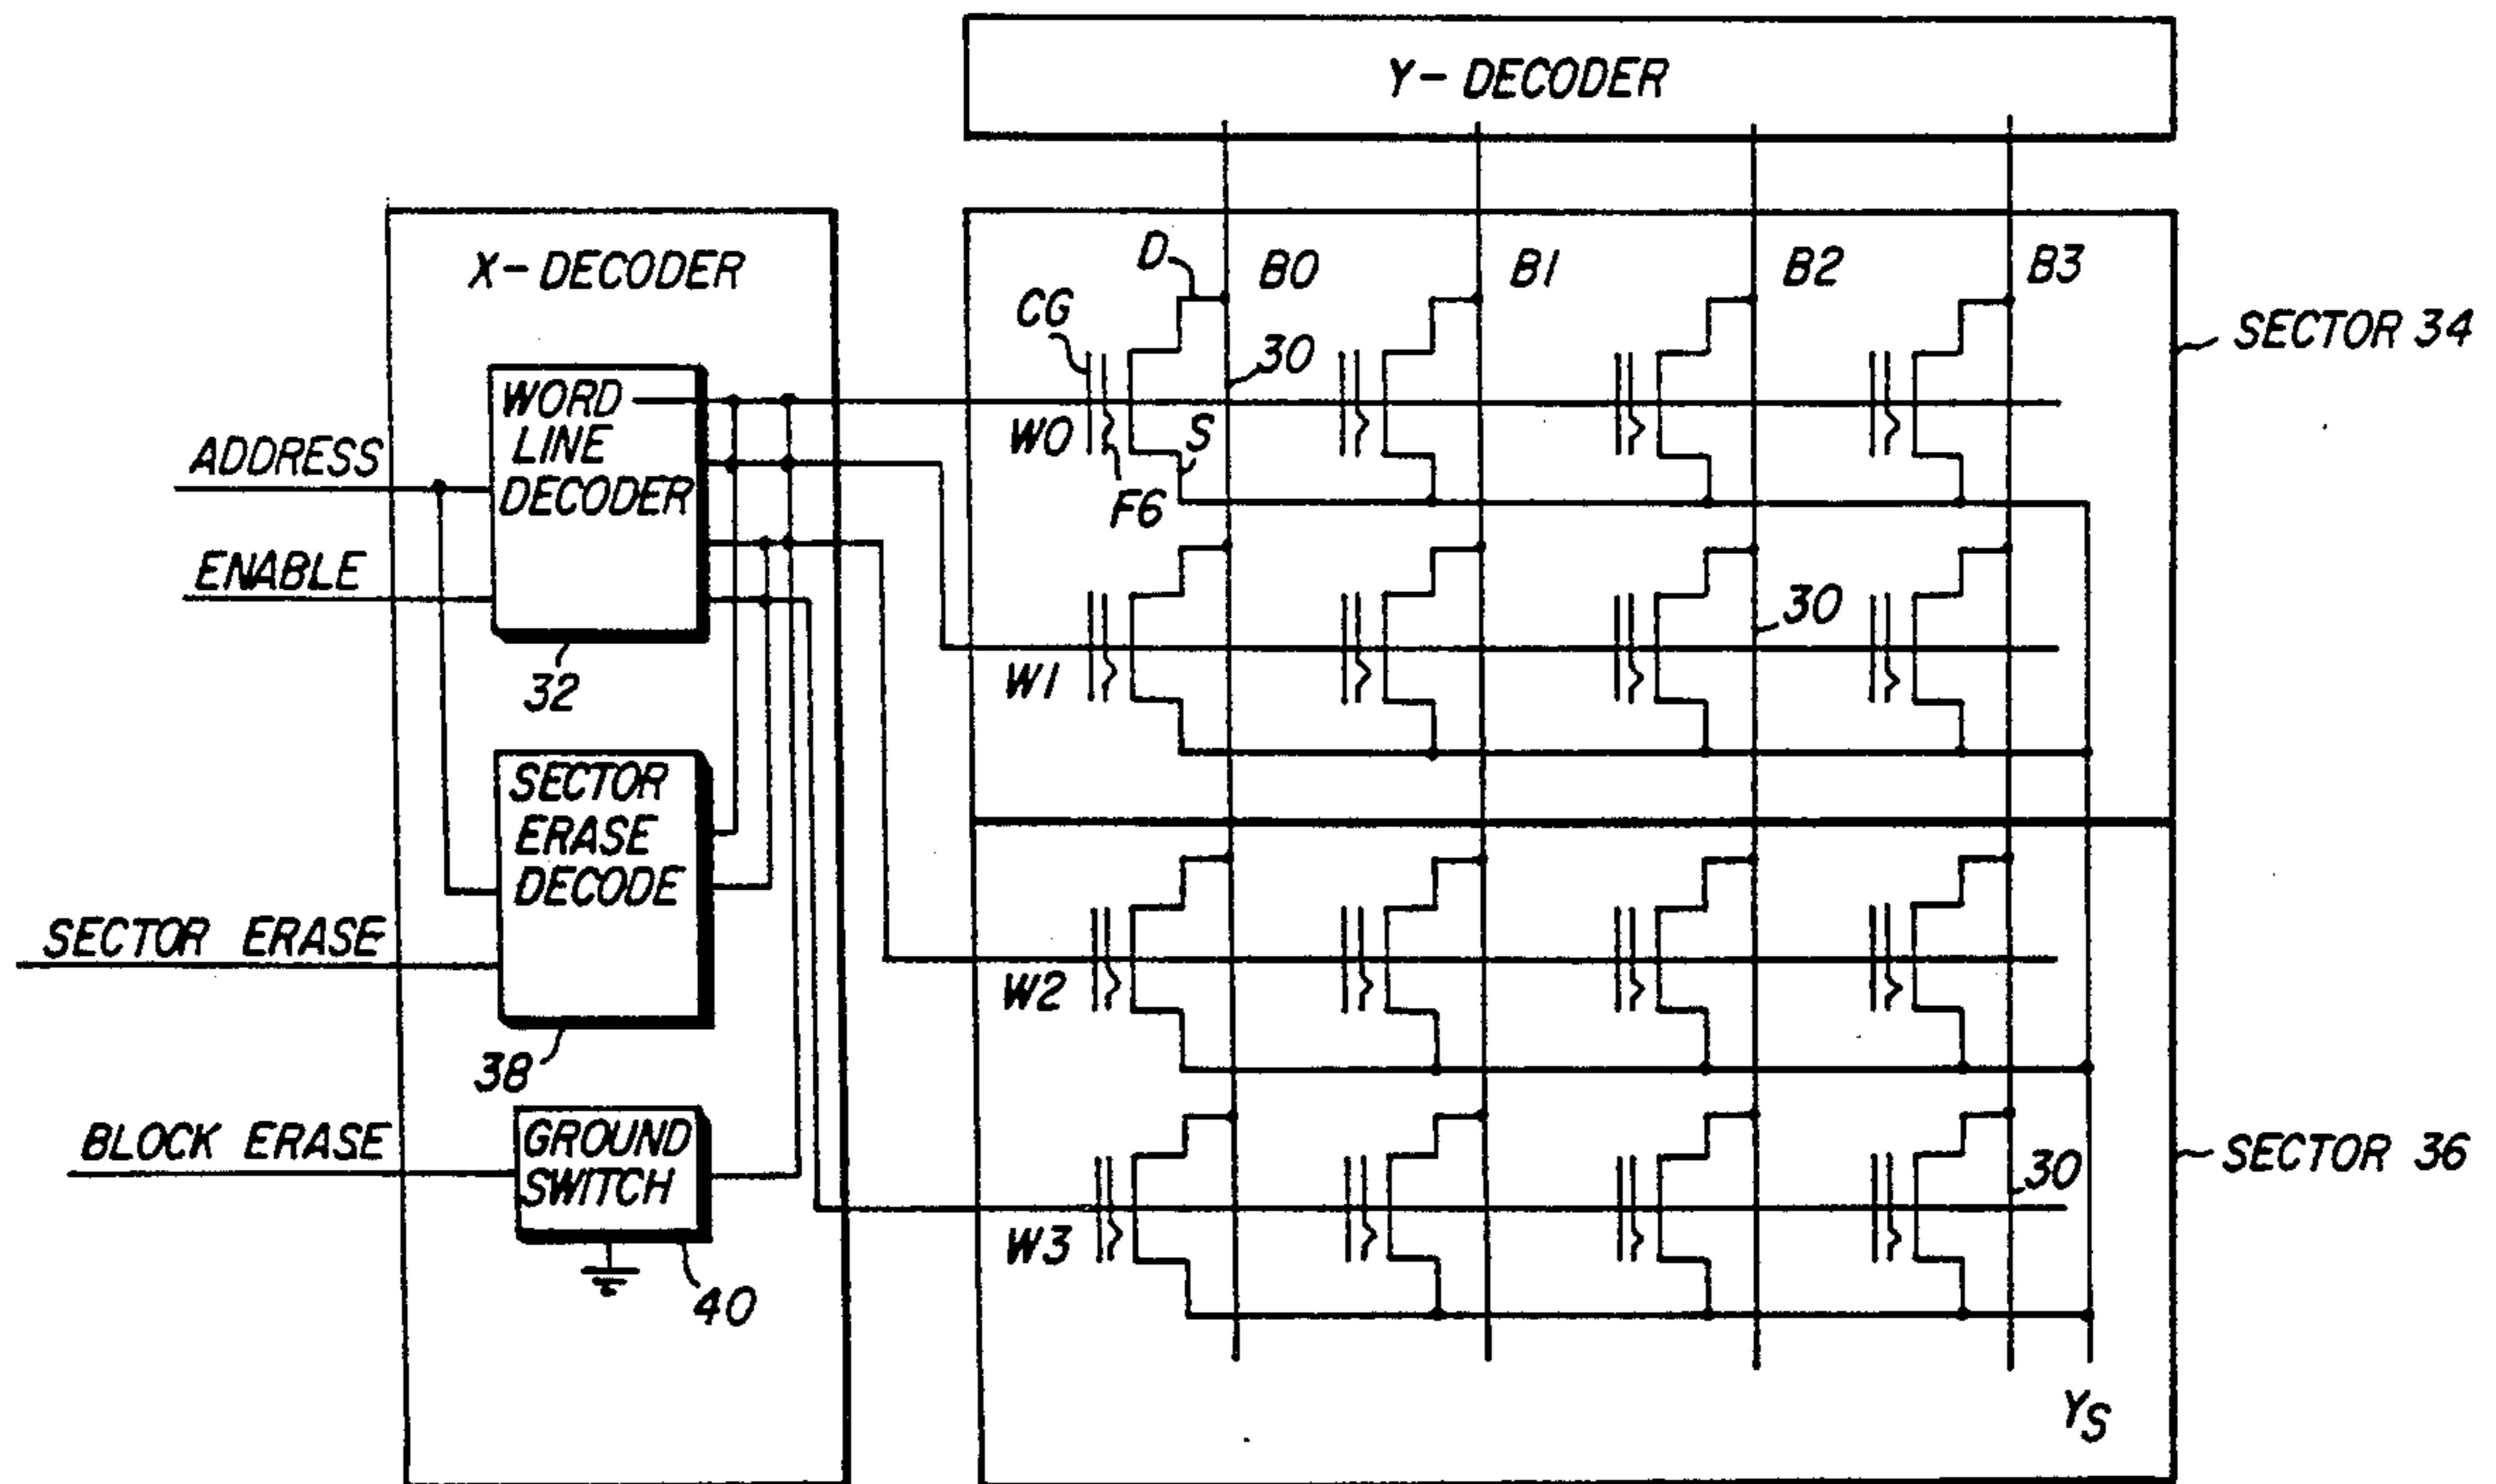 Y- DECODER
X- DECODER
D
B0
B1
B2
B3
CG
30
SECTOR 34
WORD
LINE
DECODER
W0
S
ADDRESS
FG
ENABLE
30
32
W1
SECTOR
ERASE
DECODE
SECTOR ERASE
W2
38
BLOCK ERASE
GROUND
SWITCH
SECTOR 36
30
W3
40
YS